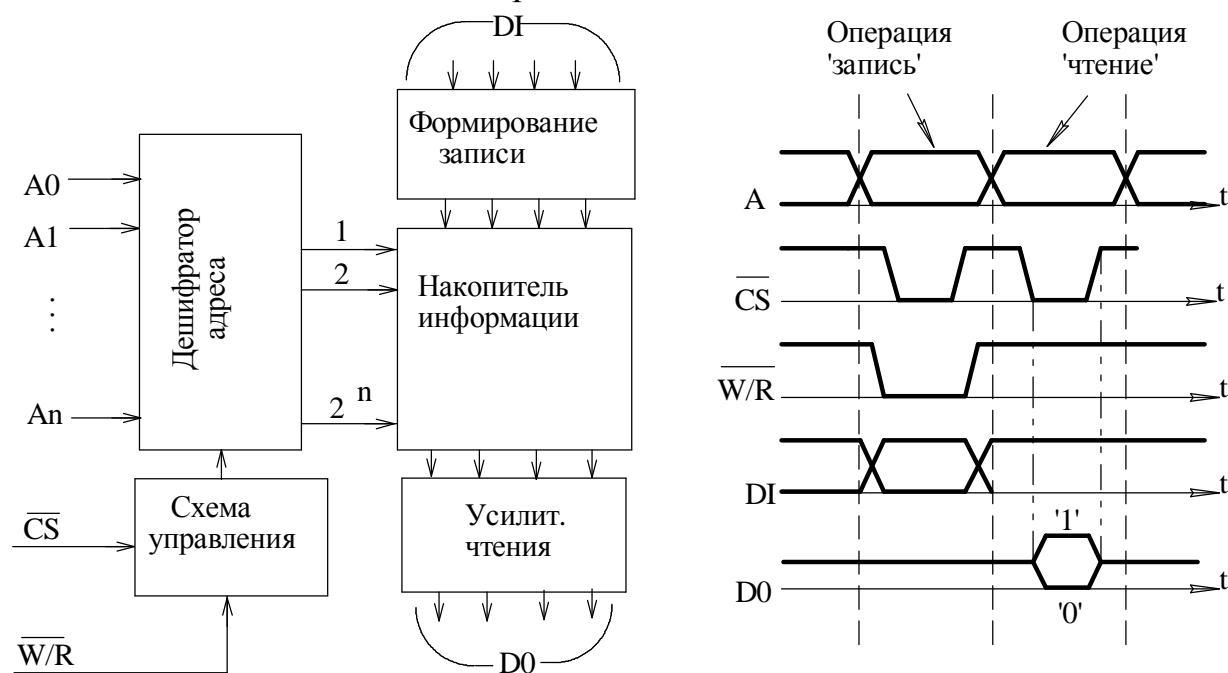 DI
Формирование
записи
A0
A1
⋮
An
Дешифратор
адреса
1
2
2 n
Накопитель
информации
CS
Схема
управления
W/R
Усилит.
чтения
D0
Операция
'запись'
Операция
'чтение'
A
t
CS
t
W/R
t
DI
t
'1'
D0
t
'0'